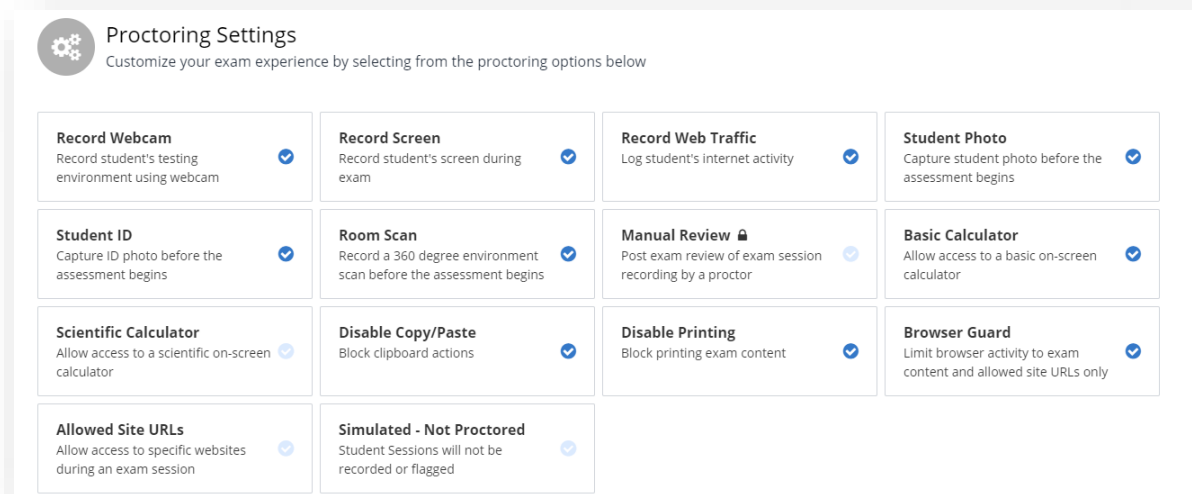 Proctoring Settings
Customize your exam experience by selecting from the proctoring options below
Record Webcam
Record student's testing
environment using webcam
Record Screen
Record student's screen during
exam
Record Web Traffic
Log student's internet activity
Student Photo
Capture student photo before the
assessment begins
Student ID
Capture ID photo before the
assessment begins
Room Scan
Record a 360 degree environment
scan before the assessment begins
Manual Review
Post exam review of exam session
recording by a proctor
Basic Calculator
Allow access to a basic on-screen
calculator
Scientific Calculator
Allow access to a scientific on-screen
calculator
Disable Copy/Paste
Block clipboard actions
Disable Printing
Block printing exam content
Browser Guard
Limit browser activity to exam
content and allowed site URLs only
Allowed Site URLs
Allow access to specific websites
during an exam session
Simulated - Not Proctored
Student Sessions will not be
recorded or flagged